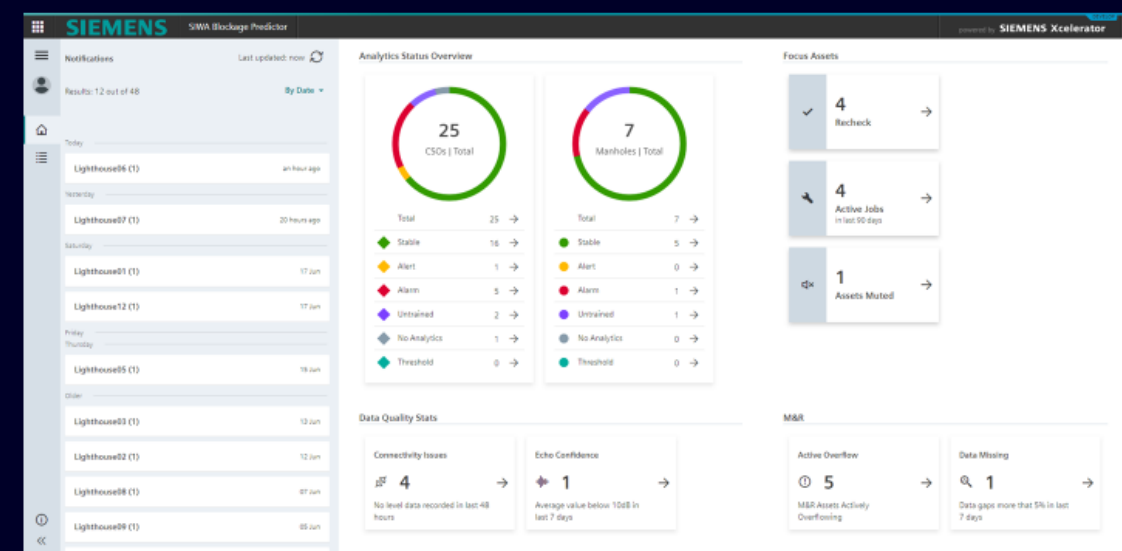 SIEMENS
SIWA Blockage Predictor
powered by SIEMENS Xcelerator
Notifications
Last updated: now
Results: 12 out of 48
By Date
Today
Lighthouse06 (1)
an hour ago
Yesterday
Lighthouse07 (1)
20 hours ago
Saturday
Lighthouse01 (1)
17 Jun
Lighthouse12 (1)
17 Jun
Friday
Thursday
Lighthouse05 (1)
Older
Lighthouse03 (1)
13 Jun
Lighthouse02 (1)
12 Jun
Lighthouse08 (1)
07 Jun
Lighthouse09 (1)
05 Jun
Analytics Status Overview
25
CSOs | Total
Total 25
Stable 16
Alert 1
Alarm 5
Untrained 2
No Analytics 1
Threshold 0
7
Manholes | Total
Total 7
Stable 5
Alert 0
Alarm 1
Untrained 1
No Analytics 0
Threshold 0
Focus Assets
4
Recheck
4
Active Jobs
in last 90 days
1
Assets Muted
Data Quality Stats
Connectivity Issues
4
No level data recorded in last 48
hours
Echo Confidence
1
Average value below 10dB in
last 7 days
M&R
Active Overflow
5
M&R Assets Actively
Overflowing
Data Missing
1
Data gaps more that 5% in last
7 days